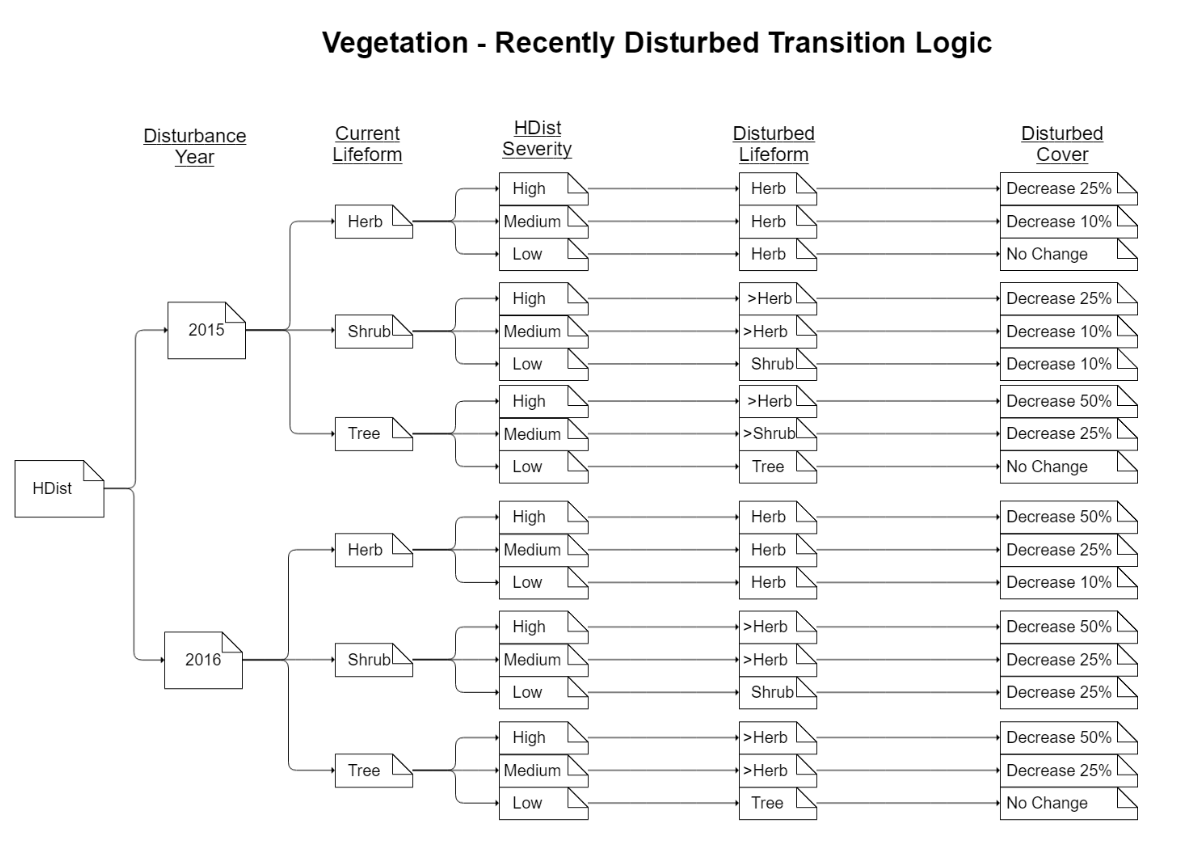 Vegetation - Recently Disturbed Transition Logic
Disturbance
Year
Current
Lifeform
HDist
Severity
Disturbed
Lifeform
Disturbed
Cover
HDist
2015
Herb
High
Herb
Decrease 25%
Medium
Herb
Decrease 10%
Low
Herb
No Change
Shrub
High
>Herb
Decrease 25%
Medium
>Herb
Decrease 10%
Low
Shrub
Decrease 10%
Tree
High
>Herb
Decrease 50%
Medium
>Shrub
Decrease 25%
Low
Tree
No Change
2016
Herb
High
Herb
Decrease 50%
Medium
Herb
Decrease 25%
Low
Herb
Decrease 10%
Shrub
High
>Herb
Decrease 50%
Medium
>Herb
Decrease 25%
Low
Shrub
Decrease 25%
Tree
High
>Herb
Decrease 50%
Medium
>Herb
Decrease 25%
Low
Tree
No Change